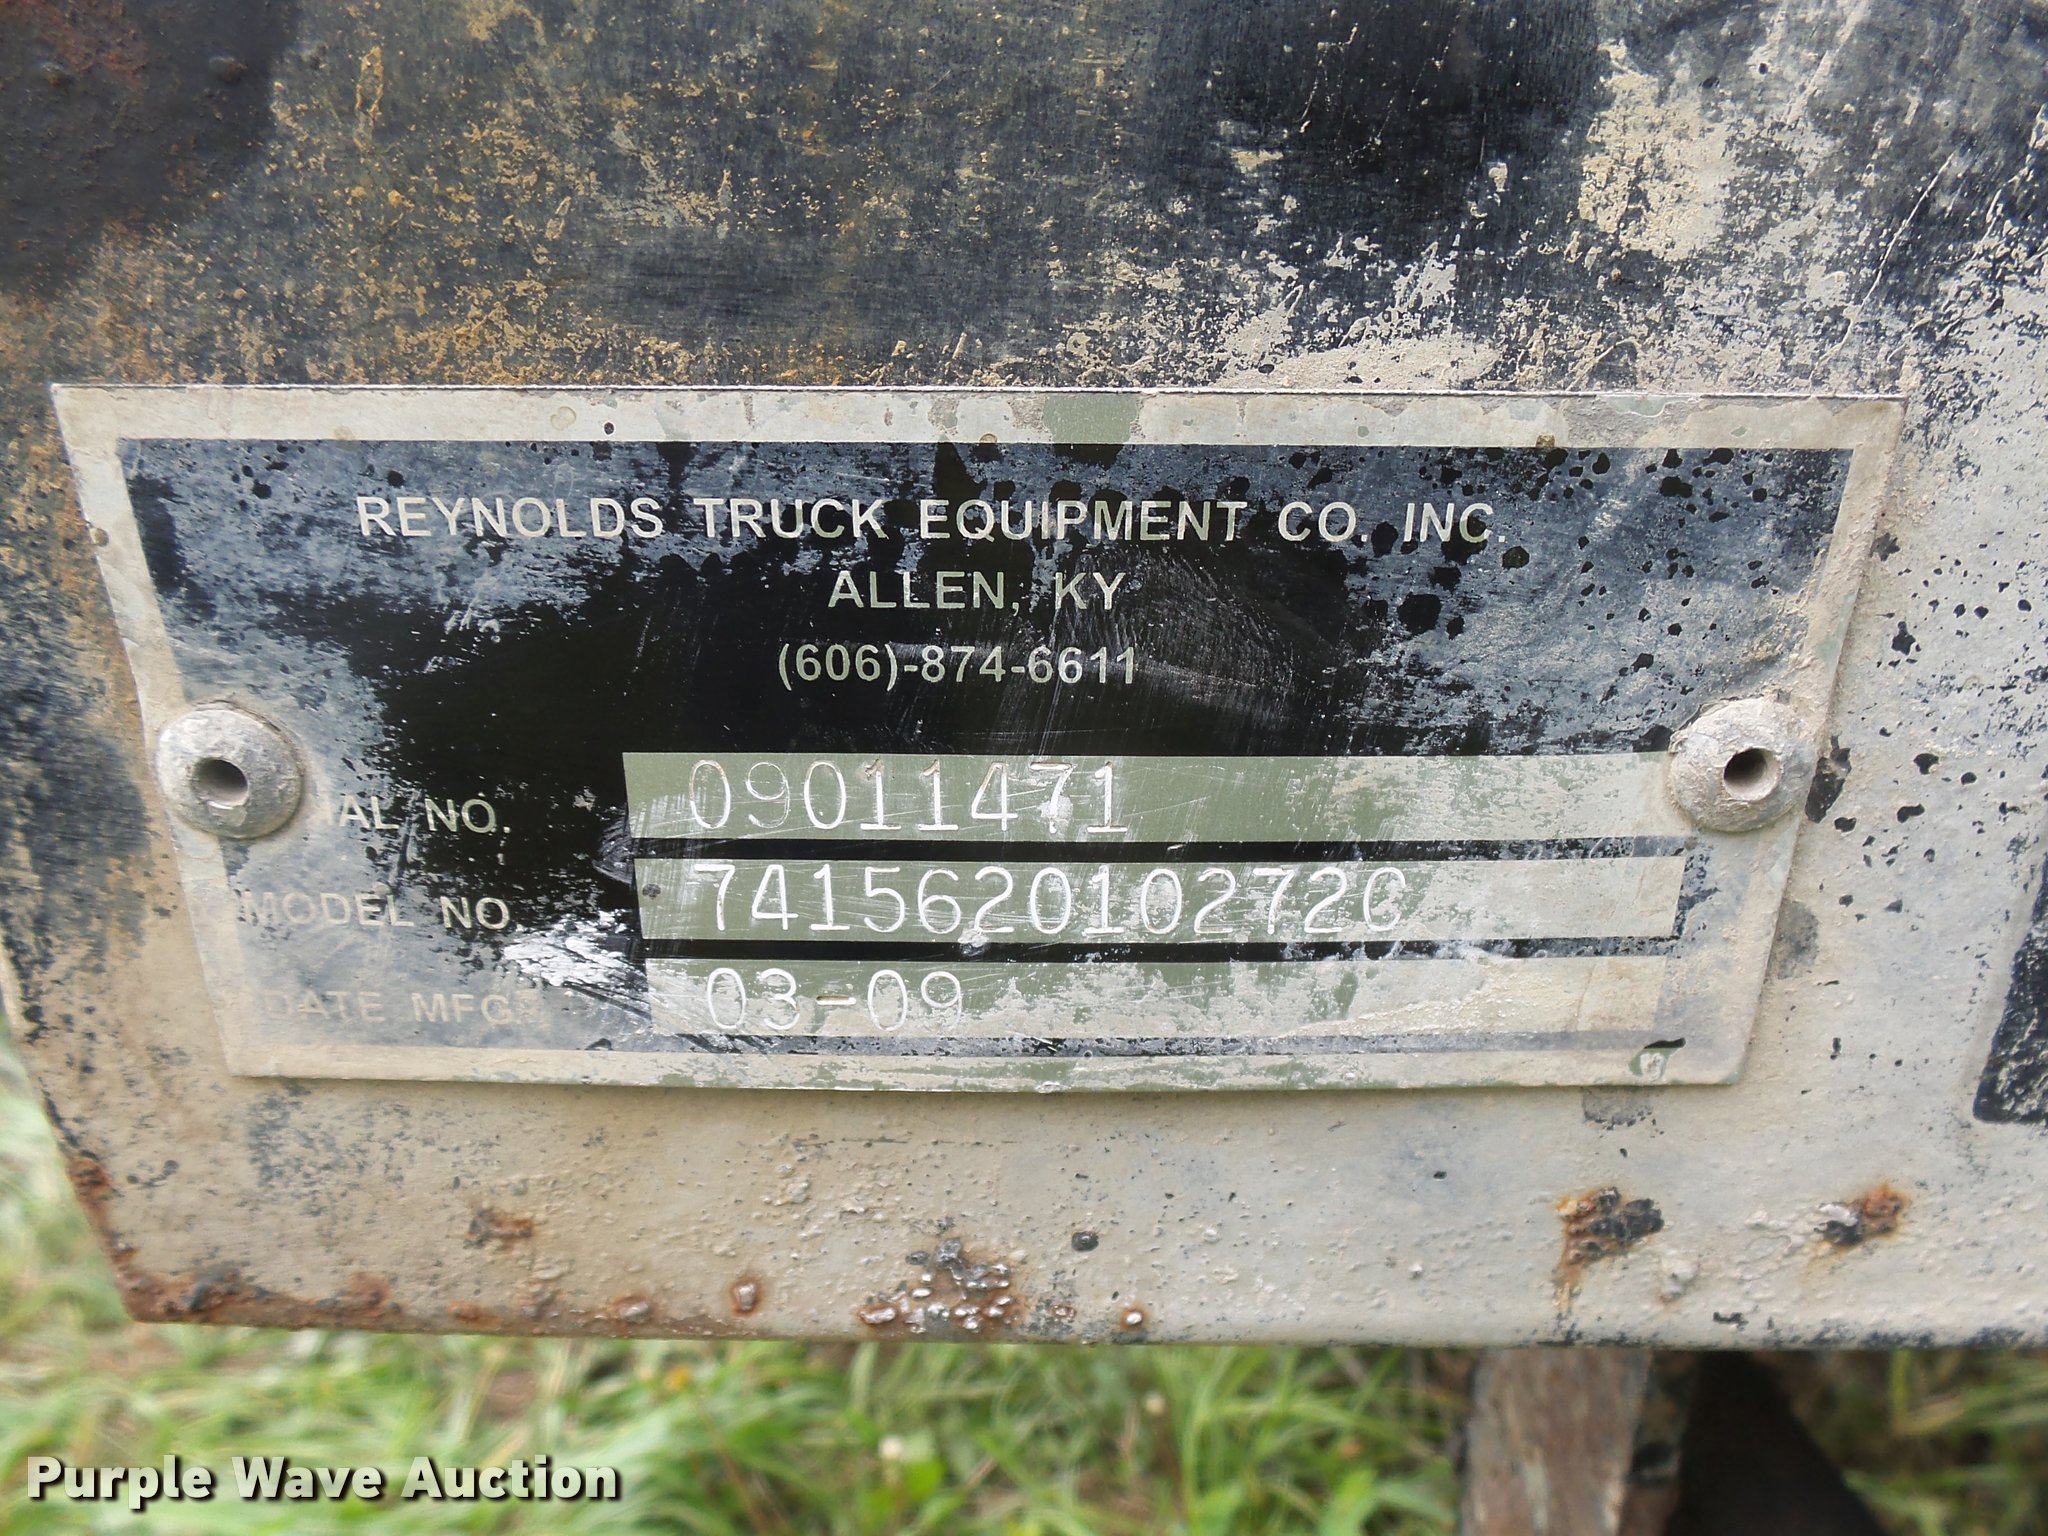 REYNOLDS TRUCK EQUIPMENT CO. INC.
ALLEN, KY
(606)-874-6611
IAL NO. 09011471
MODEL NO 741562010272C
DATE MFG. 03-09
Purple Wave Auction